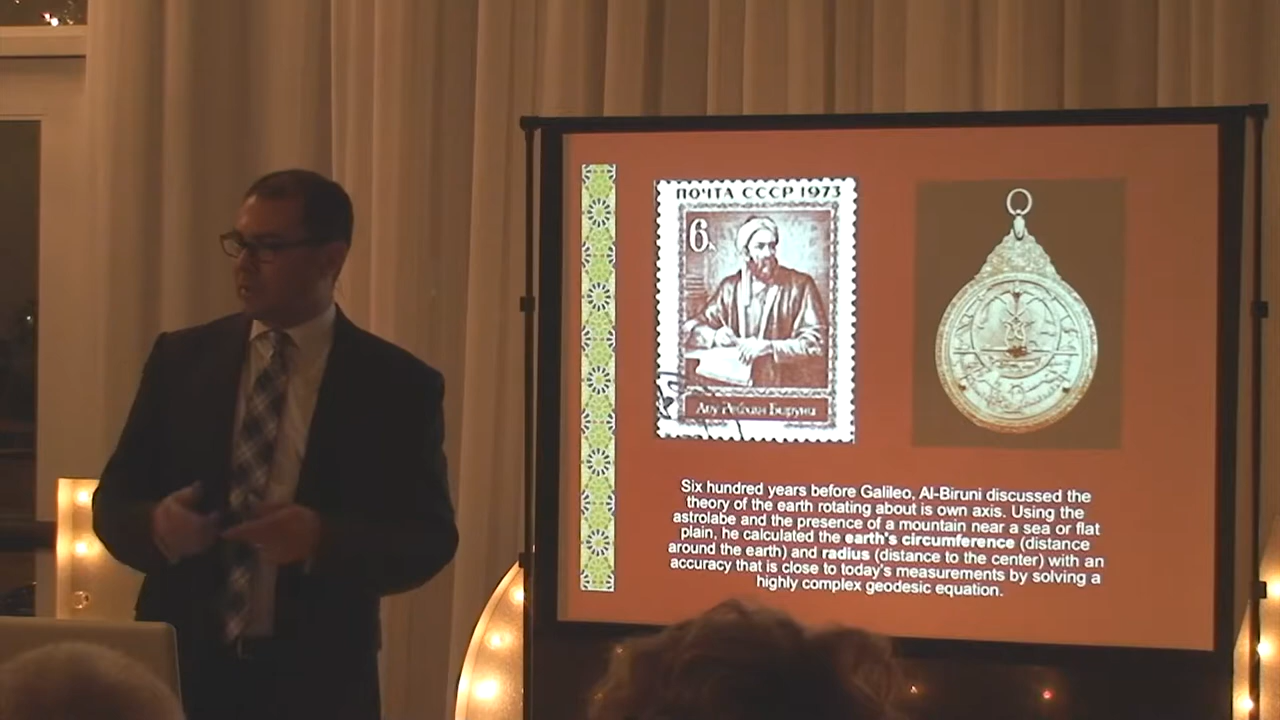 ПОЧТА СССР 1973
6к
Абу Рейхан Бируни
Six hundred years before Galileo, Al-Biruni discussed the
theory of the earth rotating about is own axis. Using the
astrolabe and the presence of a mountain near a sea or flat
plain, he calculated the earth's circumference (distance
around the earth) and radius (distance to the center) with an
accuracy that is close to today's measurements by solving a
highly complex geodesic equation.